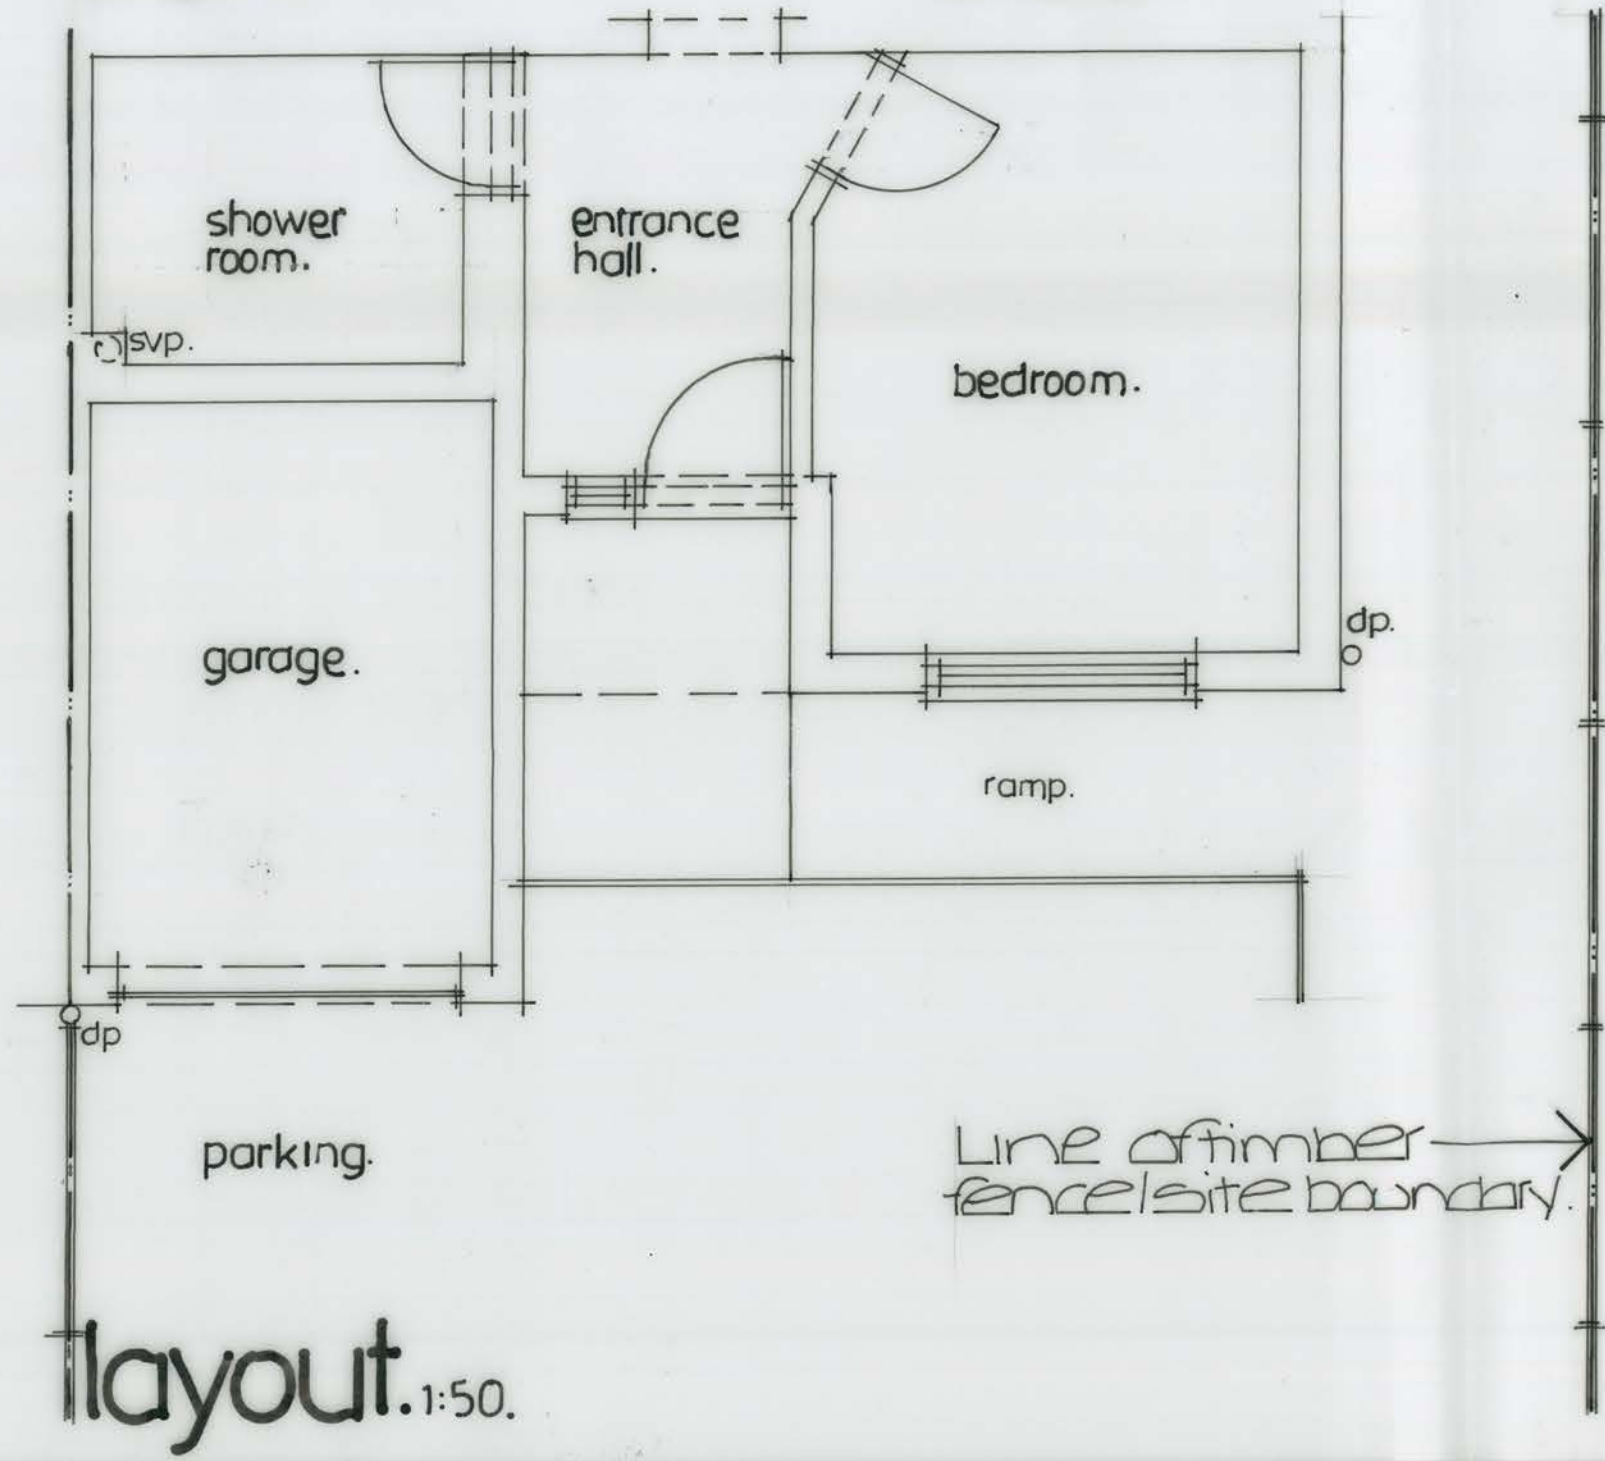 shower
room.
entrance
hall.
svp.
bedroom.
garage.
dp.
ramp.
dp
parking.
Line of timber
fence/site boundary.
layout. 1:50.